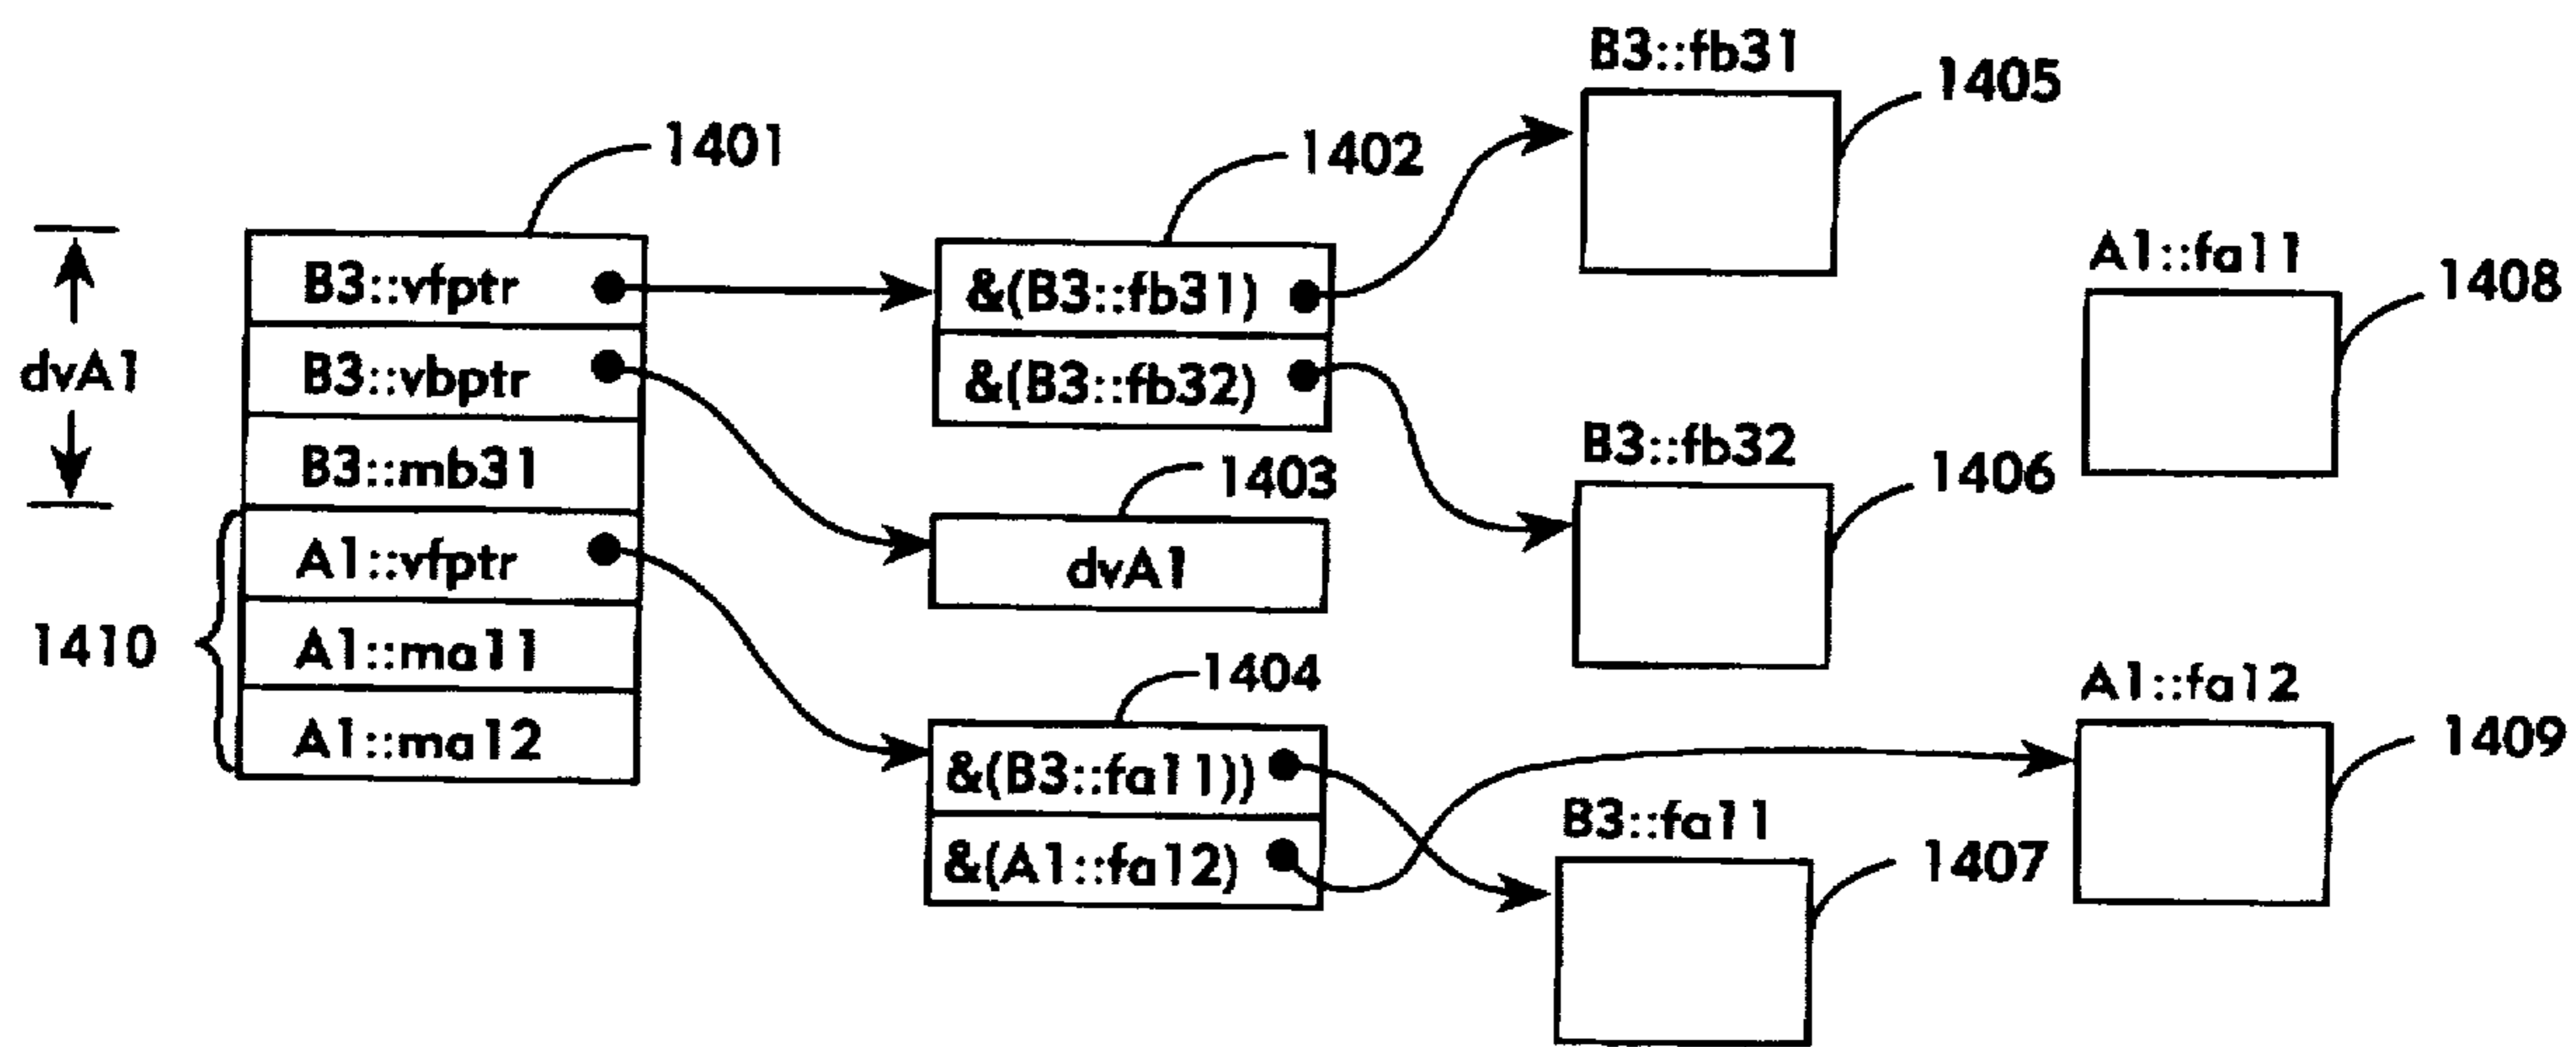 B3::fb31
1405
1401
1402
A1::fa11
1408
dvA1
B3::vfptr
B3::vbptr
B3::mb31
A1::vfptr
A1::ma11
A1::ma12
1410
&(B3::fb31)
&(B3::fb32)
1403
dvA1
B3::fb32
1406
1404
&(B3::fa11))
&(A1::fa12)
A1::fa12
1409
B3::fa11
1407